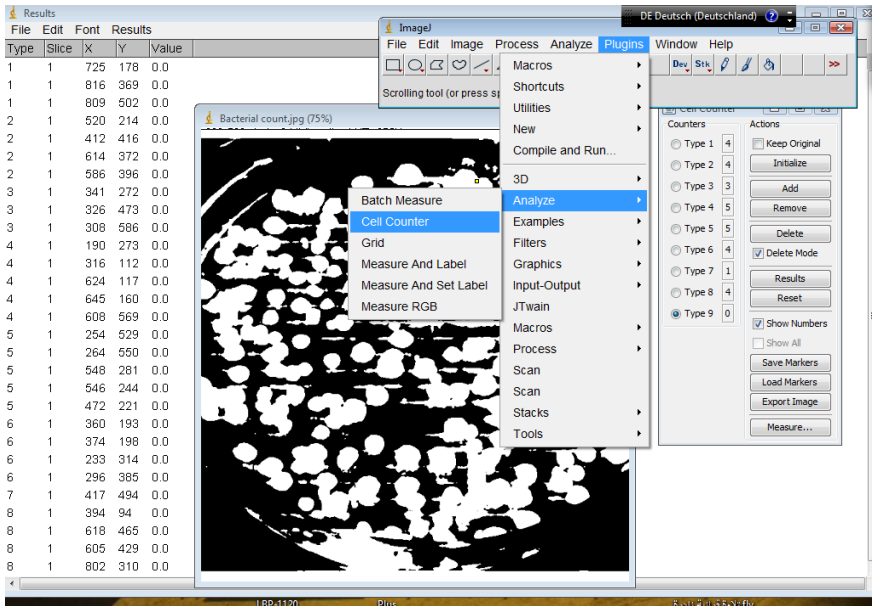 Results
File Edit Font Results
Type Slice X Y Value
1 1 725 178 0.0
1 1 816 369 0.0
1 1 809 502 0.0
2 1 520 214 0.0
2 1 412 416 0.0
2 1 614 372 0.0
2 1 586 396 0.0
3 1 341 272 0.0
3 1 326 473 0.0
3 1 308 586 0.0
4 1 190 273 0.0
4 1 316 112 0.0
4 1 624 117 0.0
4 1 645 160 0.0
4 1 608 569 0.0
5 1 254 529 0.0
5 1 264 550 0.0
5 1 548 281 0.0
5 1 546 244 0.0
5 1 472 221 0.0
6 1 360 193 0.0
6 1 374 198 0.0
6 1 233 314 0.0
6 1 296 385 0.0
7 1 417 494 0.0
8 1 394 94 0.0
8 1 618 465 0.0
8 1 605 429 0.0
8 1 802 310 0.0
DE Deutsch (Deutschland)
ImageJ
File Edit Image Process Analyze Plugins Window Help
Dev Stk >>
Scrolling tool (or press
Bacterial count.jpg (75%)
Macros
Shortcuts
Utilities
New
Compile and Run...
3D
Analyze
Examples
Filters
Graphics
Input-Output
JTwain
Macros
Process
Scan
Scan
Stacks
Tools
Batch Measure
Cell Counter
Grid
Measure And Label
Measure And Set Label
Measure RGB
Cell Counter
Counters
Type 1 4
Type 2 4
Type 3 3
Type 4 5
Type 5 5
Type 6 4
Type 7 1
Type 8 4
Type 9 0
Actions
Keep Original
Initialize
Add
Remove
Delete
Delete Mode
Results
Reset
Show Numbers
Show All
Save Markers
Load Markers
Export Image
Measure...
LBP-1120
Plus